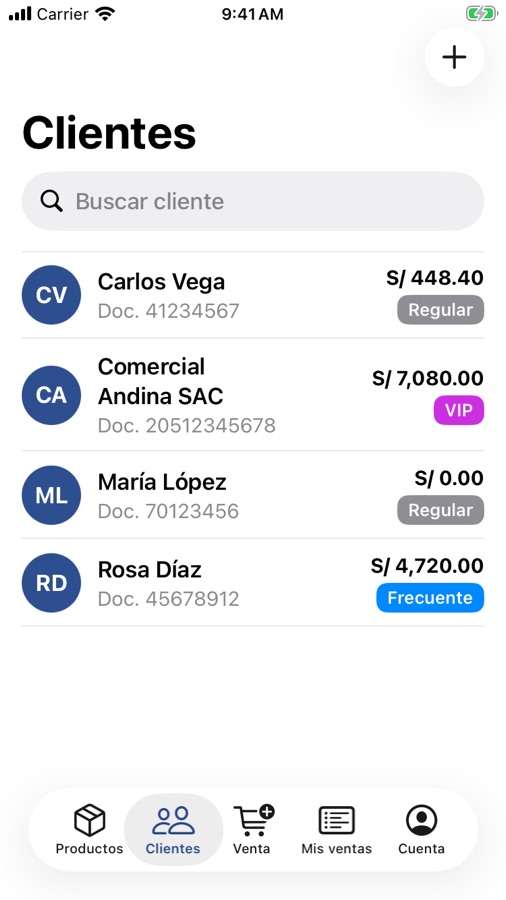 Carrier 9:41 AM
Clientes
Buscar cliente
CV Carlos Vega S/ 448.40
Doc. 41234567 Regular
Comercial
CA Andina SAC S/ 7,080.00
Doc. 20512345678 VIP
ML María López S/ 0.00
Doc. 70123456 Regular
RD Rosa Díaz S/ 4,720.00
Doc. 45678912 Frecuente
Productos Clientes Venta Mis ventas Cuenta